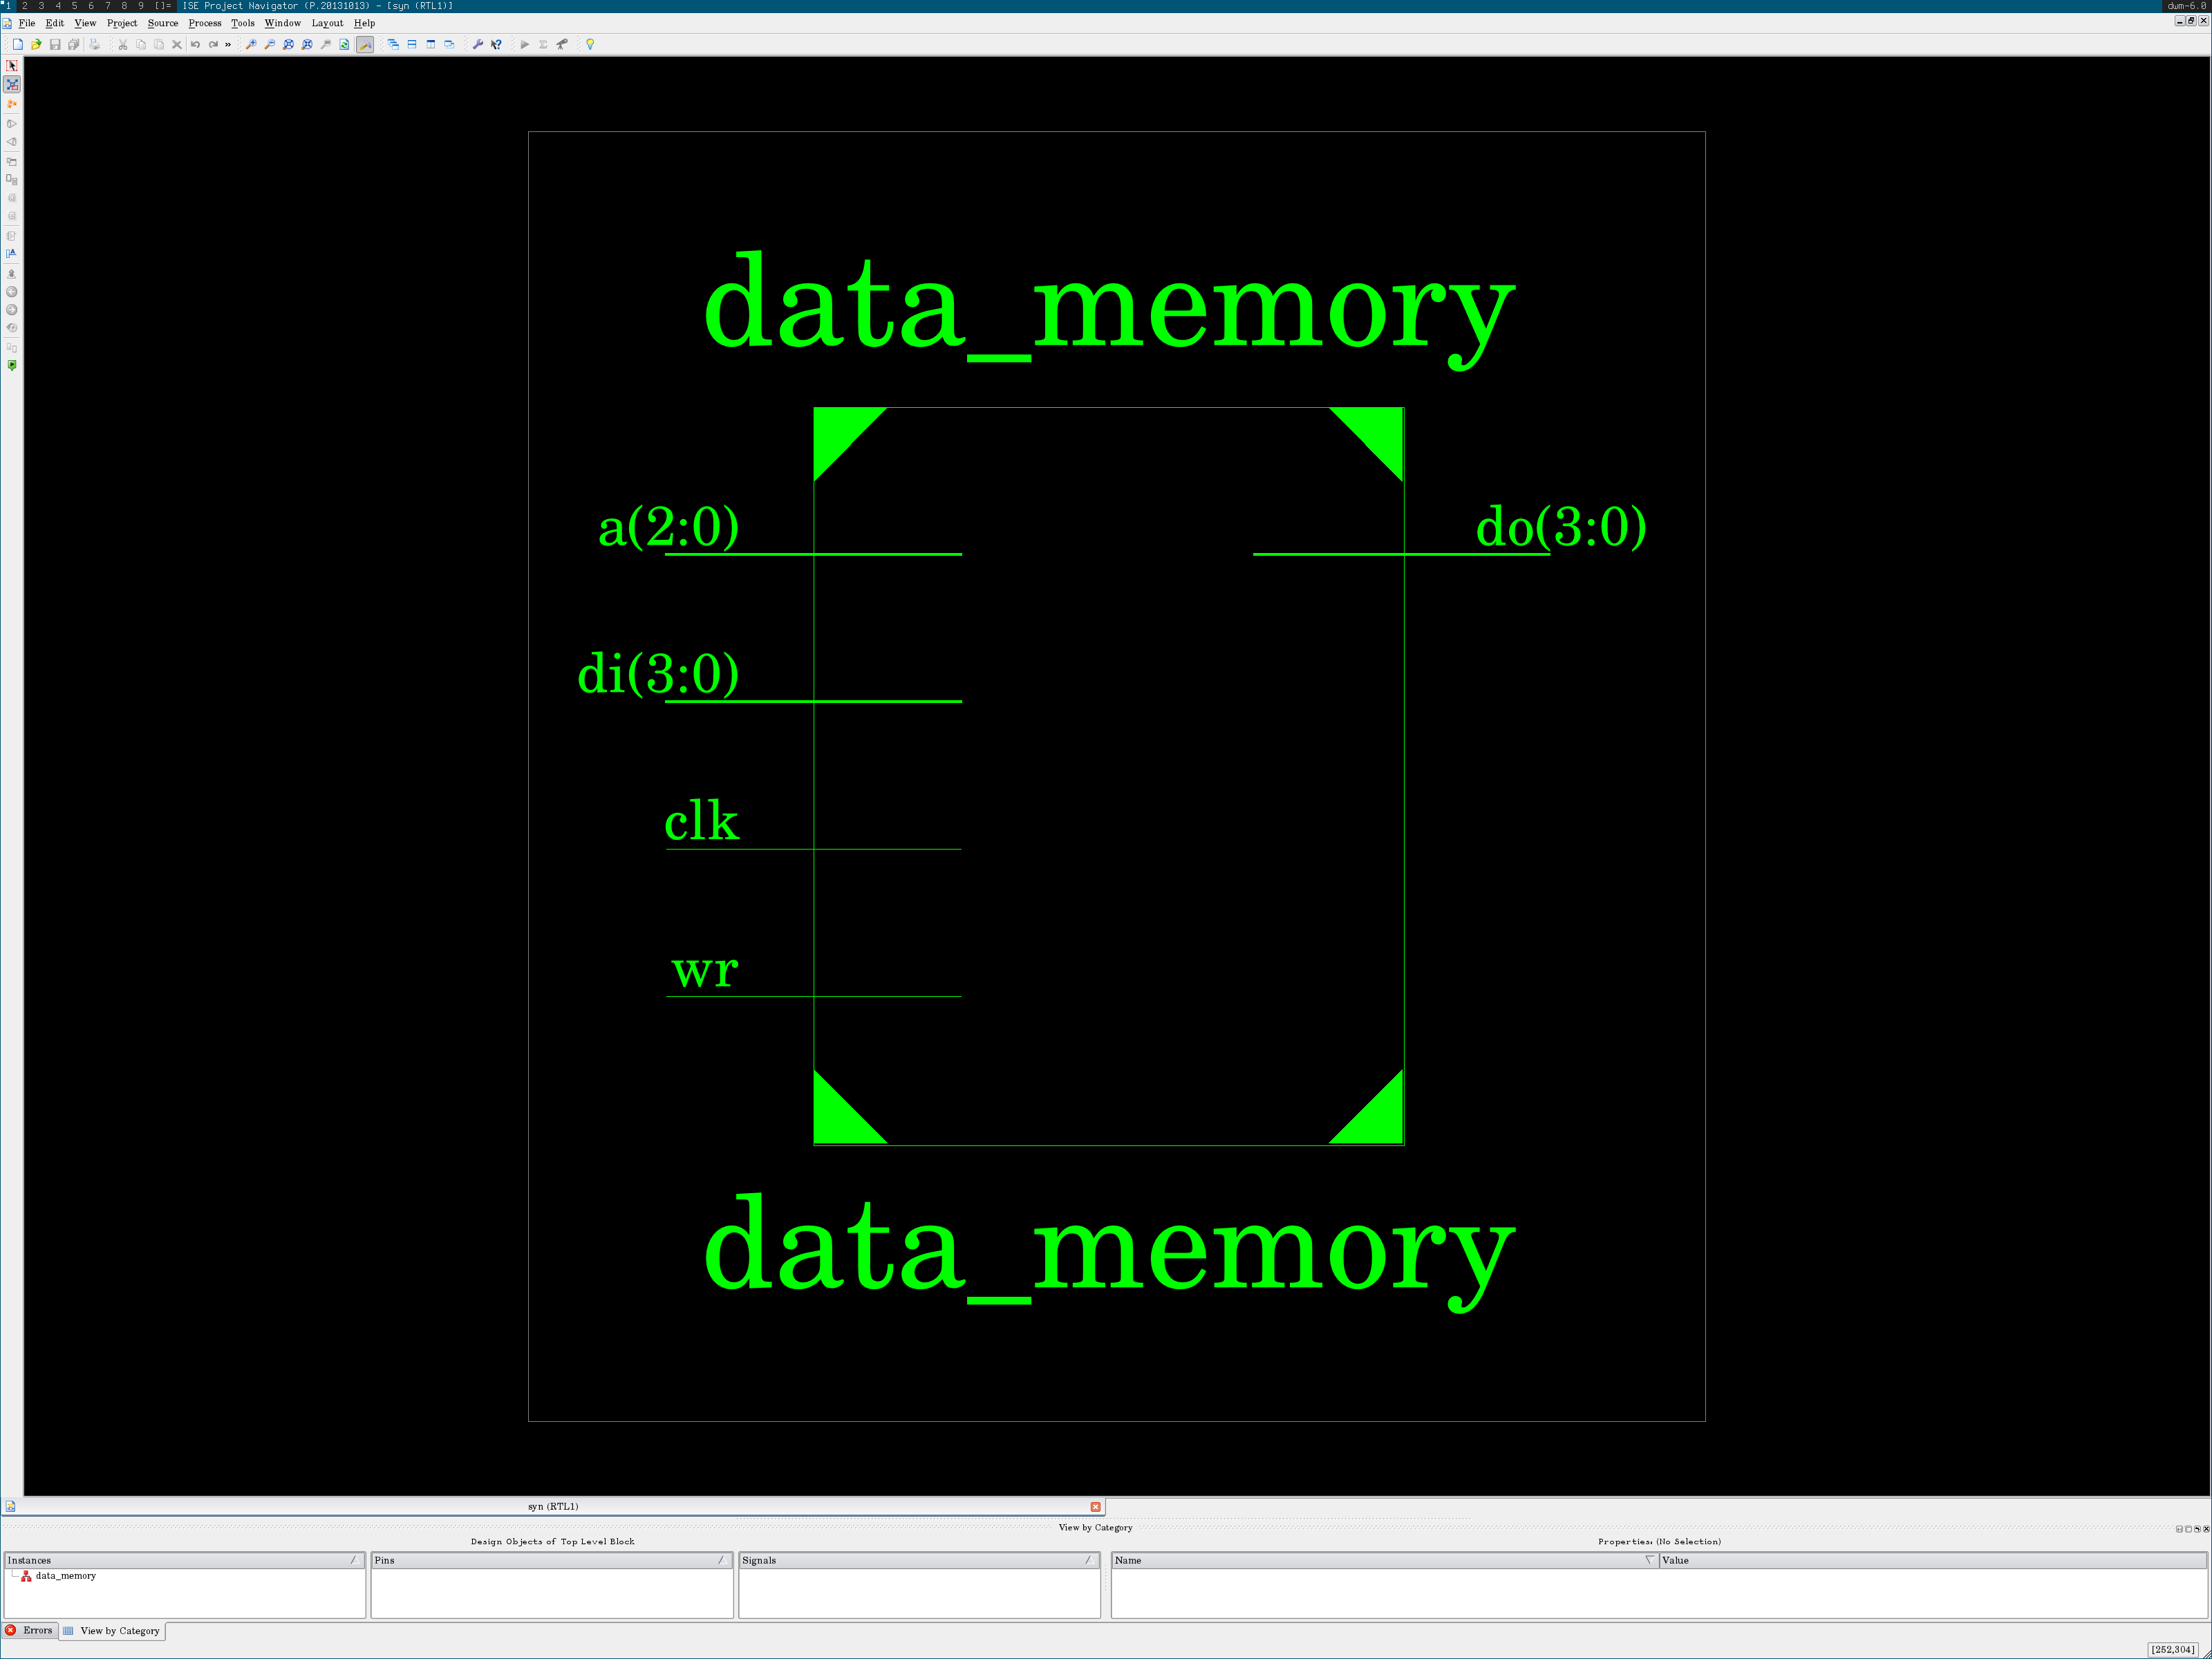 1 2 3 4 5 6 7 8 9 []= ISE Project Navigator (P.20131013) - [syn (RTL1)] dwm-6.0
File Edit View Project Source Process Tools Window Layout Help
data_memory
a(2:0) do(3:0)
di(3:0)
clk
wr
data_memory
syn (RTL1)
View by Category
Design Objects of Top Level Block Properties: (No Selection)
Instances Pins Signals Name Value
data_memory
Errors View by Category
[252,304]